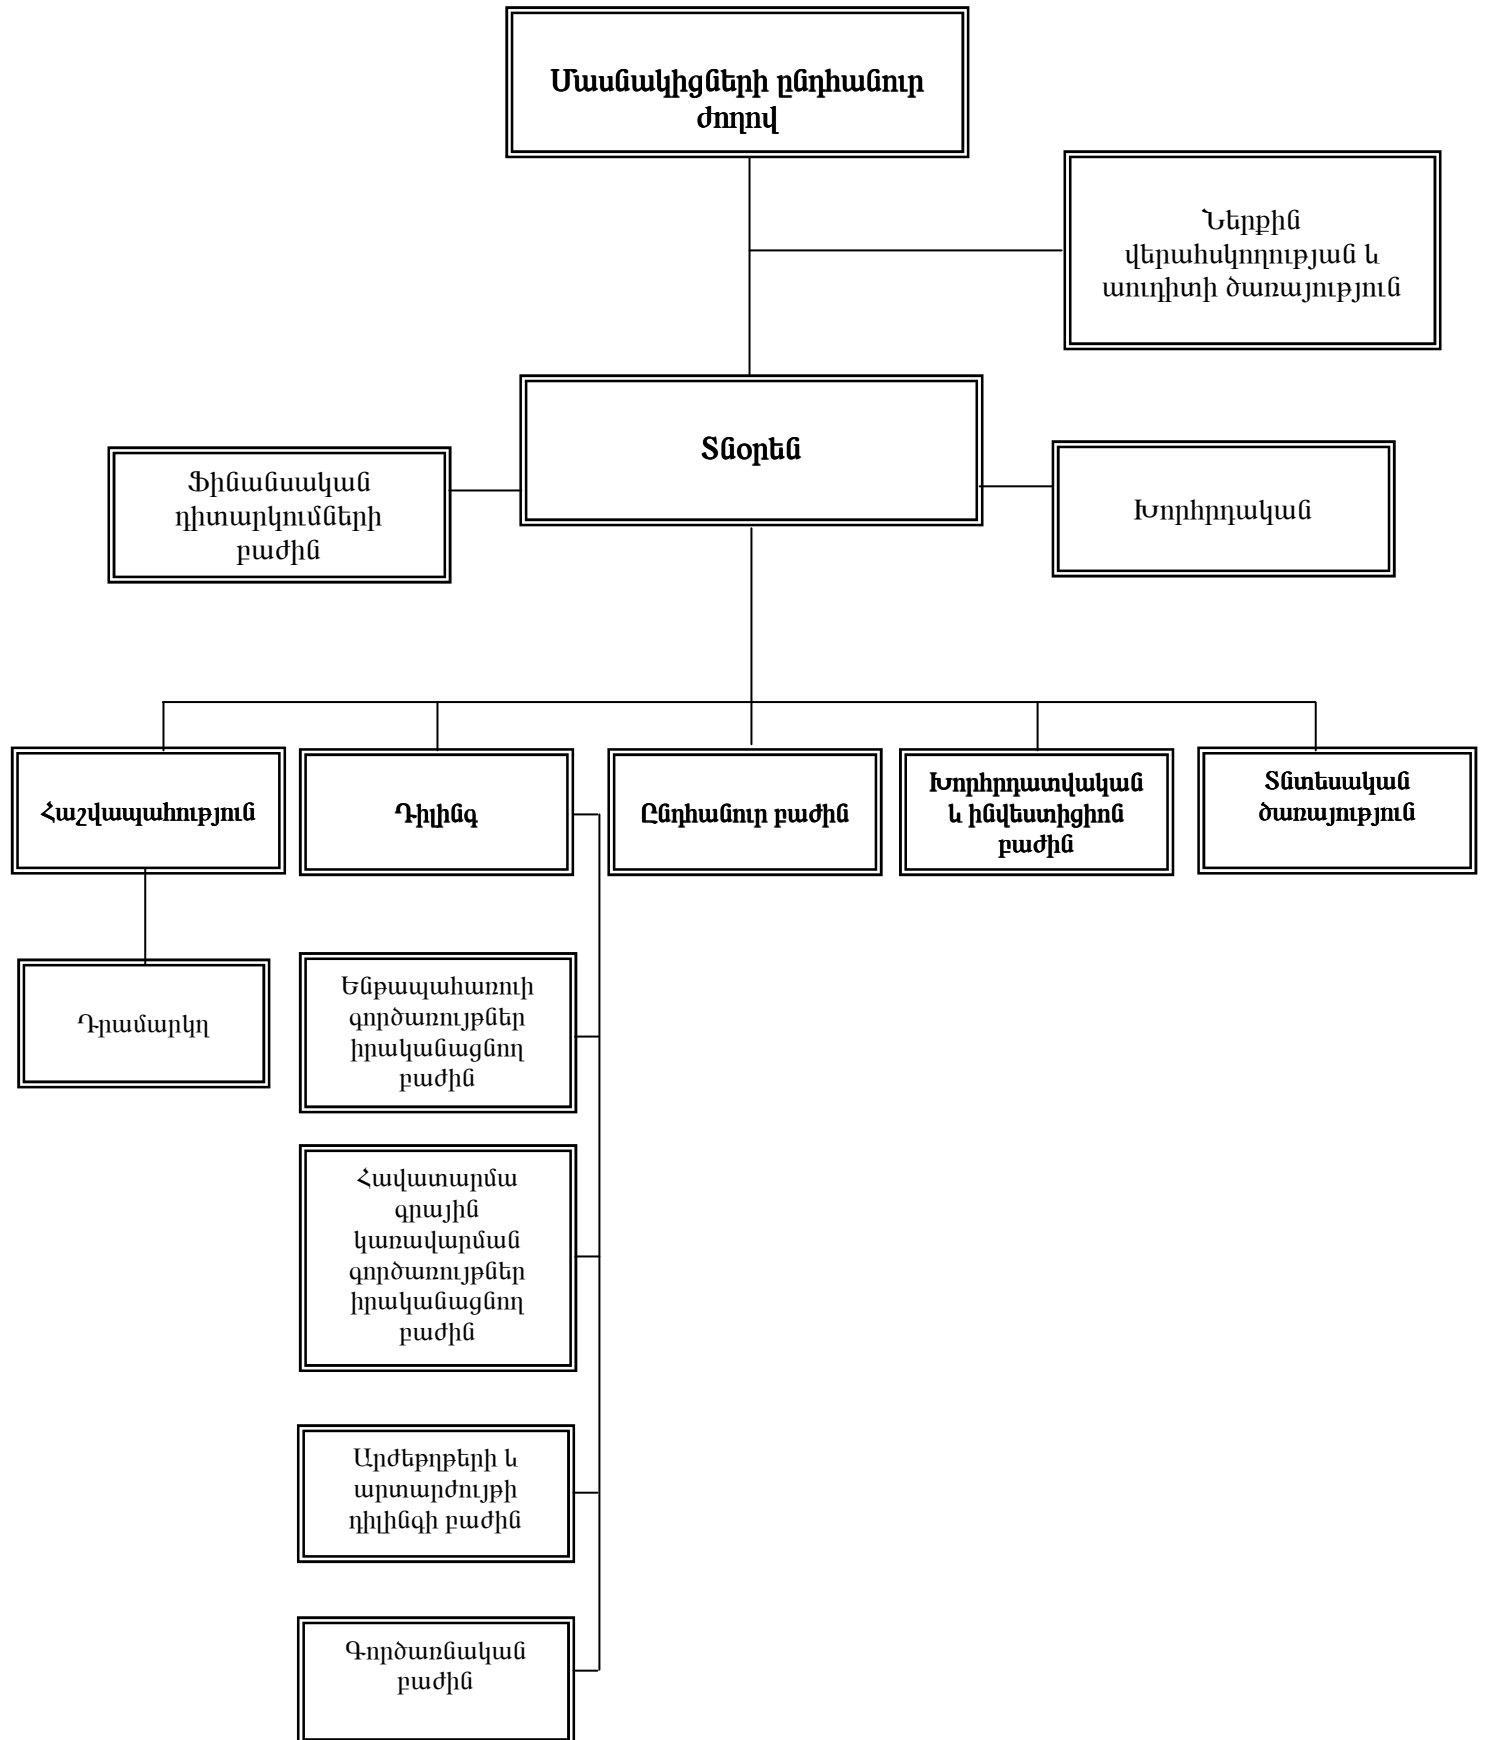 Մասնակիցների ընդհանուր
ժողով
Ներքին
վերահսկողության և
աուդիտի ծառայություն
Տնօրեն
Ֆինանսական
դիտարկումների
բաժին
Խորհրդական
Հաշվապահություն
Դիլինգ
Ընդհանուր բաժին
Խորհրդատվական
և ինվեստիցիոն
բաժին
Տնտեսական
ծառայություն
Դրամարկղ
Ենթապահառուի
գործառույթներ
իրականացնող
բաժին
Հավատարմա
գրային
կառավարման
գործառույթներ
իրականացնող
բաժին
Արժեթղթերի և
արտարժույթի
դիլինգի բաժին
Գործառնական
բաժին